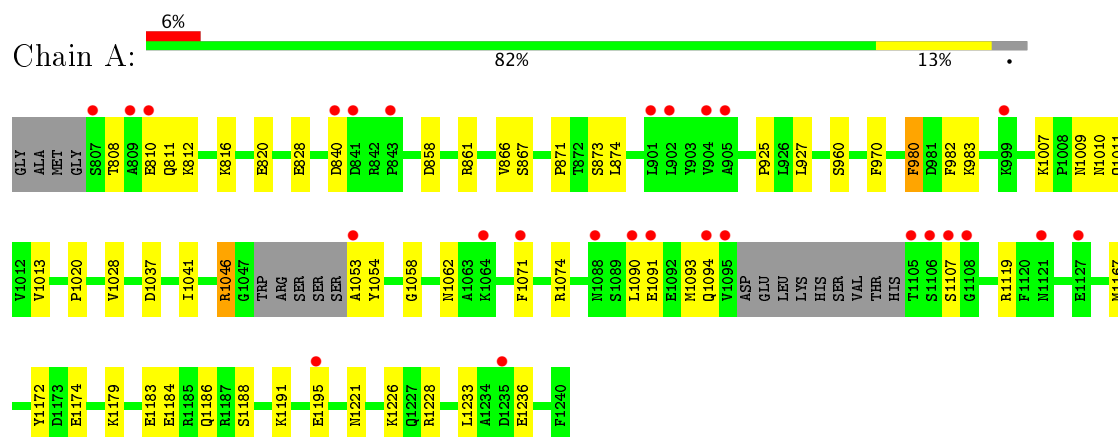 6%
Chain A:
82% 13% •
GLY ALA MET GLY S807 T808 A809 E810 Q811 K812 K816 E820 E828 D840 D841 R842 P843 D858 R861 V866 S867 P871 T872 S873 L874 L901 L902 Y903 V904 A905 P925 L926 L927 S960 F970 F980 D981 F982 K983 K999 K1007 P1008 N1009 N1010 Q1011
V1012 V1013 P1020 V1028 D1037 I1041 R1046 G1047 TRP ARG SER SER SER A1053 Y1054 G1058 N1062 A1063 K1064 F1071 R1074 N1088 S1089 L1090 E1091 E1092 M1093 Q1094 V1095 ASP GLU LEU LYS HIS SER VAL THR HIS T1105 S1106 S1107 G1108 R1119 F1120 N1121 E1127 M1167
Y1172 D1173 E1174 K1179 E1183 E1184 R1185 Q1186 R1187 S1188 K1191 E1195 N1221 K1226 Q1227 R1228 L1233 A1234 D1235 E1236 F1240